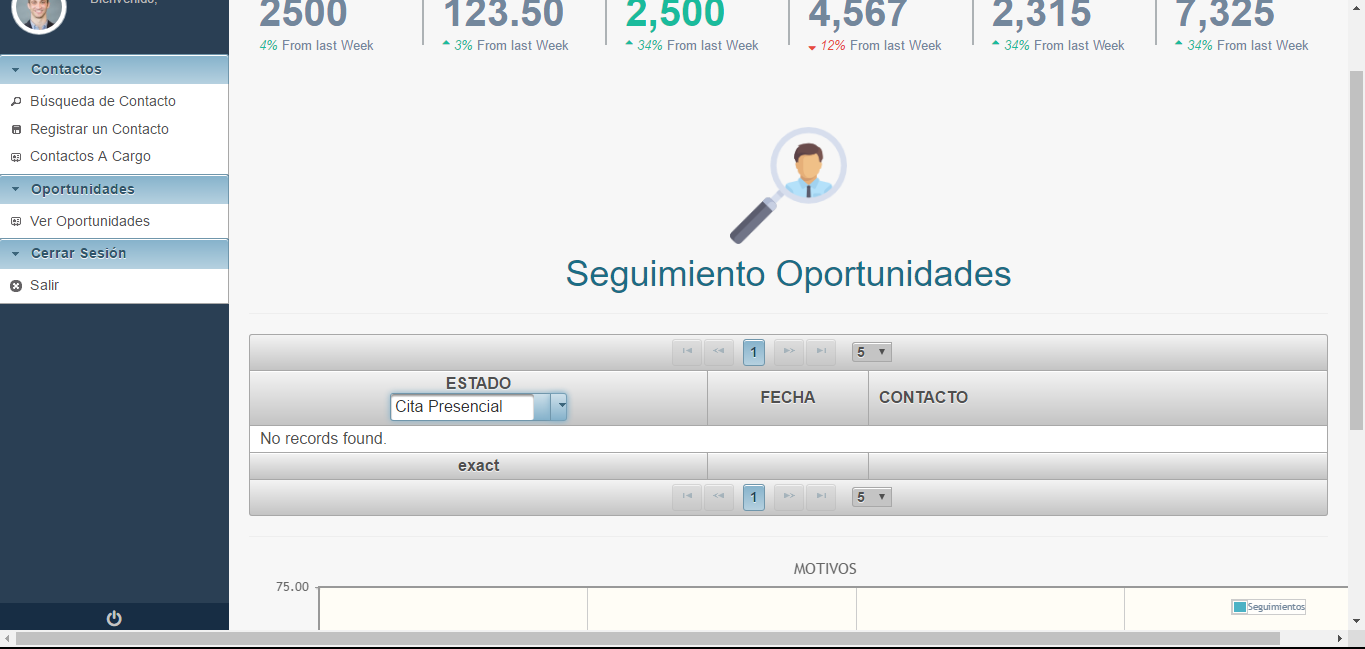 Bienvenido,
2500
4% From last Week
123.50
3% From last Week
2,500
34% From last Week
4,567
12% From last Week
2,315
34% From last Week
7,325
34% From last Week
Contactos
Búsqueda de Contacto
Registrar un Contacto
Contactos A Cargo
Oportunidades
Ver Oportunidades
Cerrar Sesión
Salir
Seguimiento Oportunidades
1 5
ESTADO
Cita Presencial
FECHA
CONTACTO
No records found.
exact
1 5
MOTIVOS
75.00
Seguimientos